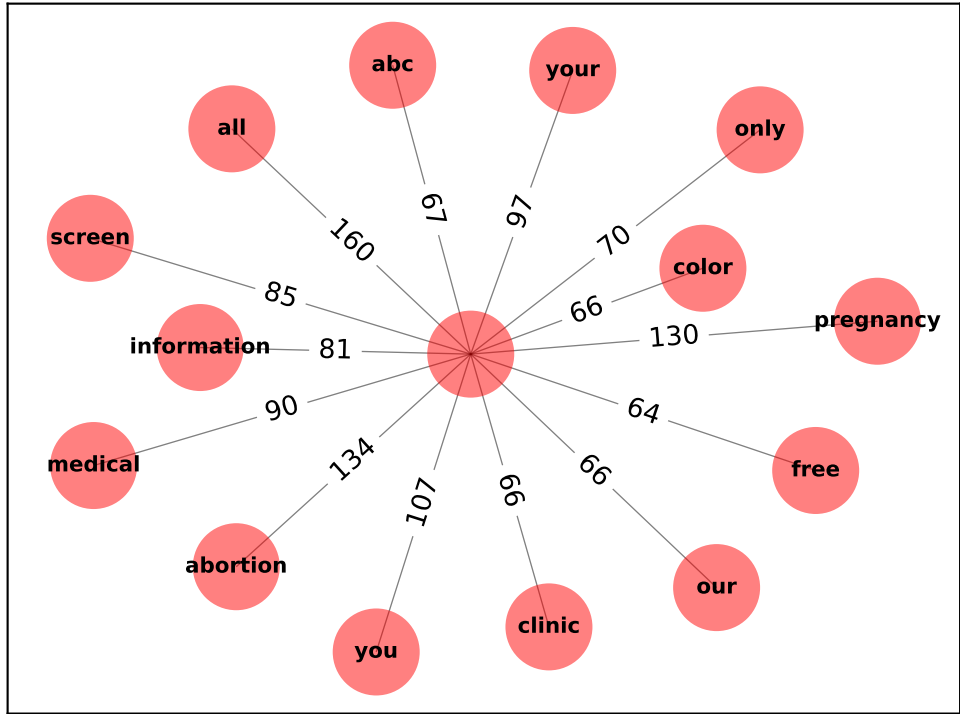 abc
your
all
only
67
97
160
70
screen
color
85
66
pregnancy
130
information
81
90
64
medical
134
66
free
107
66
abortion
our
clinic
you